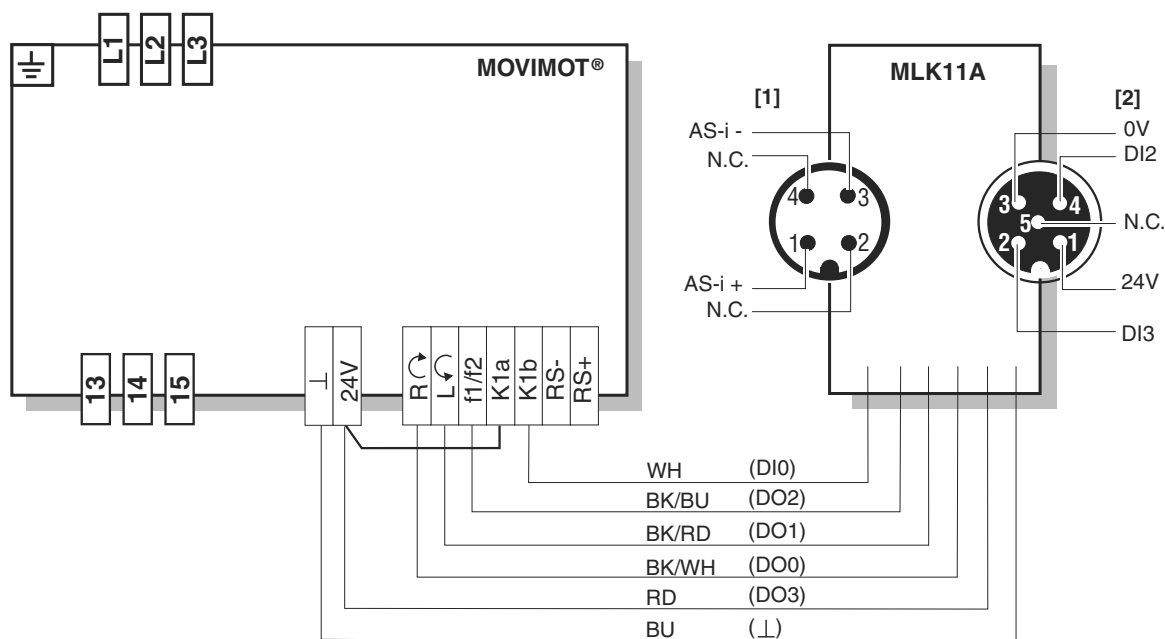 L1 L2 L3
MOVIMOT®
13 14 15
⊥ 24V
R L f1/f2 K1a K1b RS- RS+
MLK11A
[1]
AS-i -
N.C.
4 3
1 2
AS-i +
N.C.
[2]
0V
DI2
3 4
5
N.C.
2 1
24V
DI3
WH (DI0)
BK/BU (DO2)
BK/RD (DO1)
BK/WH (DO0)
RD (DO3)
BU (⊥)